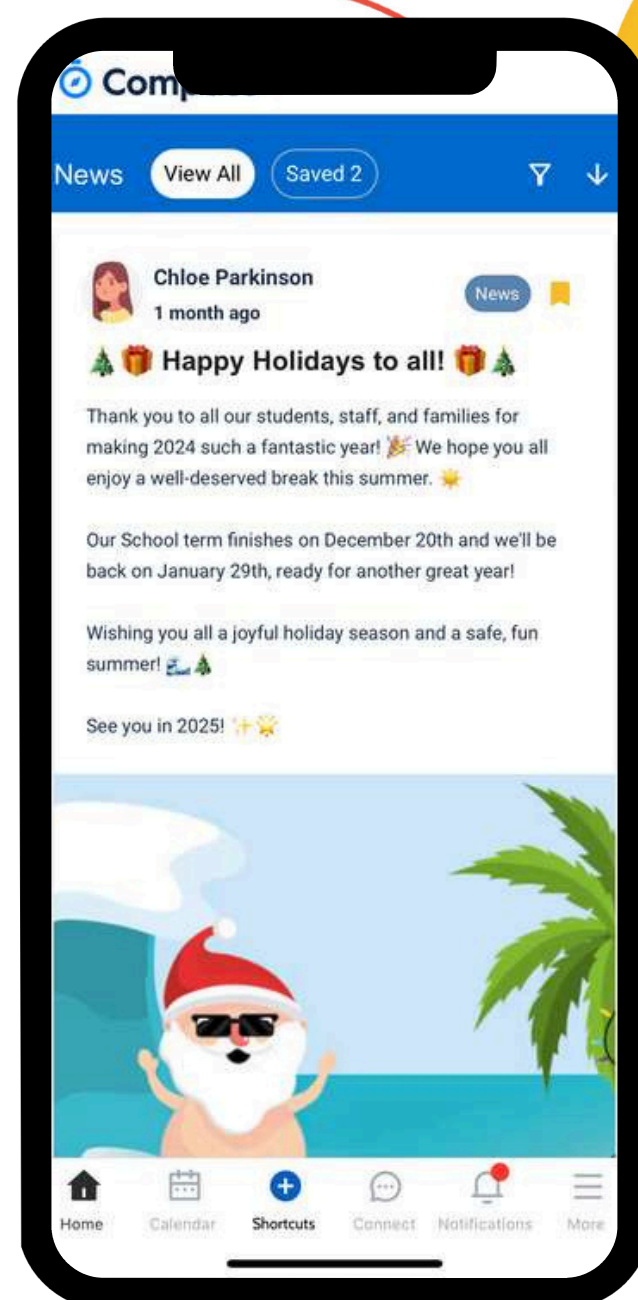 News View All Saved 2
Chloe Parkinson
1 month ago
News
🎄🎁 Happy Holidays to all! 🎁🎄
Thank you to all our students, staff, and families for
making 2024 such a fantastic year! 🎉 We hope you all
enjoy a well-deserved break this summer. ☀️
Our School term finishes on December 20th and we'll be
back on January 29th, ready for another great year!
Wishing you all a joyful holiday season and a safe, fun
summer! 🌊🎄
See you in 2025! ✨🌟
Home Calendar Shortcuts Connect Notifications More